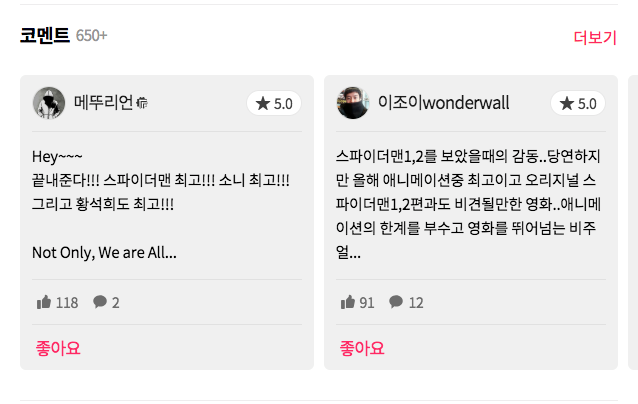 코멘트 650+
더보기
메뚜리언
★ 5.0
Hey~~~
끝내준다!!! 스파이더맨 최고!!! 소니 최고!!!
그리고 황석희도 최고!!!
Not Only, We are All...
118 2
좋아요
이조이wonderwall
★ 5.0
스파이더맨1,2를 보았을때의 감동..당연하지
만 올해 애니메이션중 최고이고 오리지널 스
파이더맨1,2편과도 비견될만한 영화..애니메
이션의 한계를 부수고 영화를 뛰어넘는 비주
얼...
91 12
좋아요